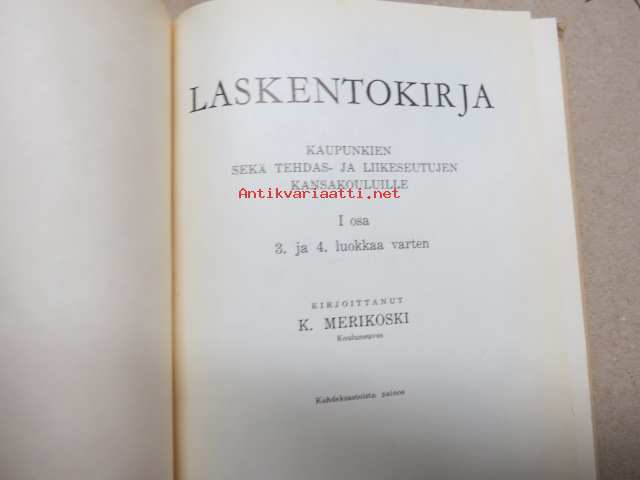 LASKENTOKIRJA
KAUPUNKIEN
SEKÄ TEHDAS- JA LIIKESEUTUJEN
KANSAKOULUILLE
Antikvariaatti.net
I osa
3. ja 4. luokkaa varten
KIRJOITTANUT
K. MERIKOSKI
Kouluneuvos
Kahdeksastoista painos